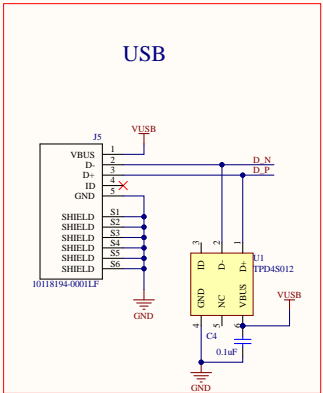 USB
J5
VUSB
VBUS 1
D- 2
D+ 3
ID 4
GND 5
D_N
D_P
SHIELD S1
SHIELD S2
SHIELD S3
SHIELD S4
SHIELD S5
SHIELD S6
10118194-0001LF
GND
3 2 1
ID D- D+
U1
TPD4S012
GND NC VBUS
4 5 6
VUSB
C4
0.1uF
GND